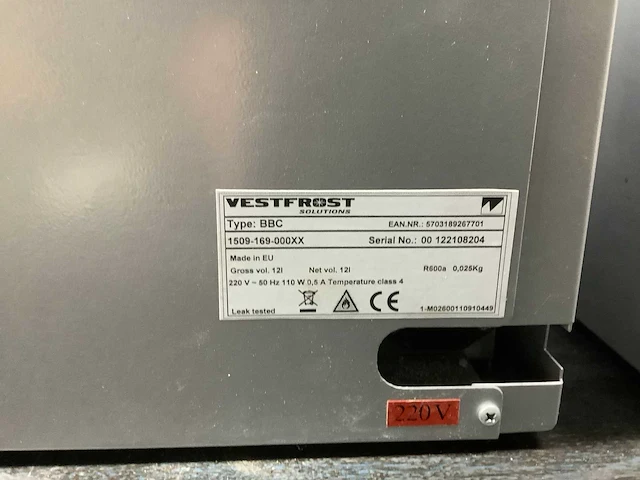 VESTFROST
SOLUTIONS
Type: BBC EAN.NR.: 5703189267701
1509-169-000XX Serial No.: 00 122108204
Made in EU
Gross vol. 12l Net vol. 12l R600a 0,025Kg
220 V ~ 50 Hz 110 W 0,5 A Temperature class 4
Leak tested 1-M02600110910449
220 V